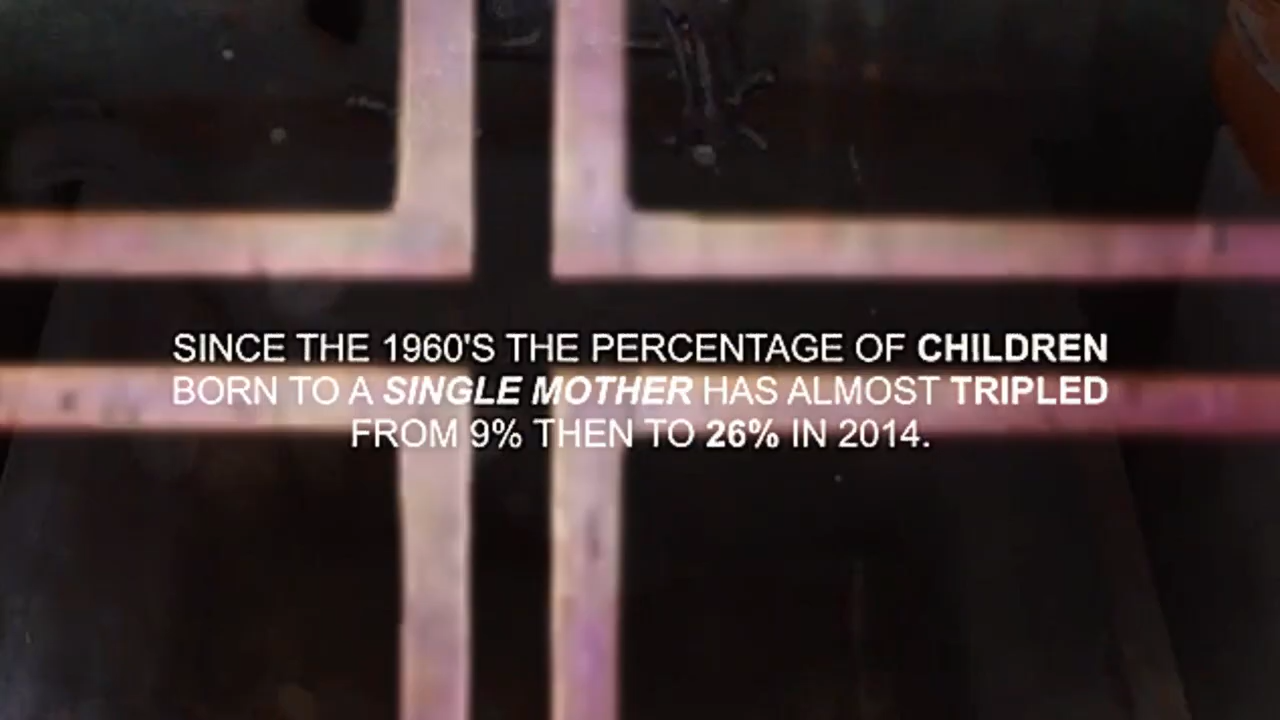 SINCE THE 1960'S THE PERCENTAGE OF CHILDREN
BORN TO A SINGLE MOTHER HAS ALMOST TRIPLED
FROM 9% THEN TO 26% IN 2014.